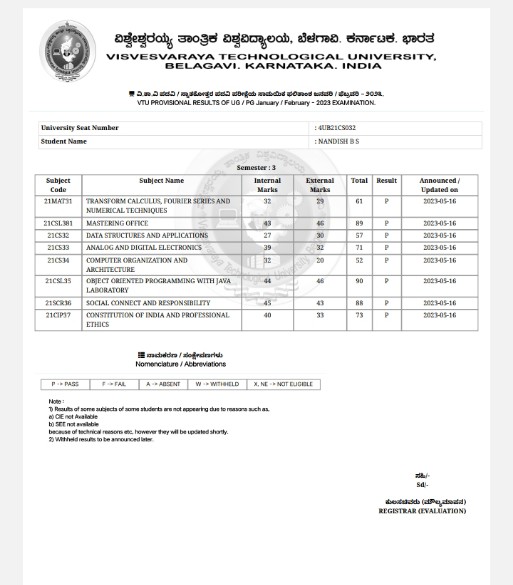 ವಿಶ್ವೇಶ್ವರಯ್ಯ ತಾಂತ್ರಿಕ ವಿಶ್ವವಿದ್ಯಾಲಯ, ಬೆಳಗಾವಿ. ಕರ್ನಾಟಕ. ಭಾರತ
VISVESVARAYA TECHNOLOGICAL UNIVERSITY,
BELAGAVI. KARNATAKA. INDIA
VTU PROVISIONAL RESULTS OF UG / PG January / February - 2023 EXAMINATION.
University Seat Number : 4UB21CS032
Student Name : NANDISH B S
Semester : 3
Subject Code Subject Name Internal Marks External Marks Total Result Announced / Updated on
21MAT31 TRANSFORM CALCULUS, FOURIER SERIES AND NUMERICAL TECHNIQUES 32 29 61 P 2023-05-16
21CSL381 MASTERING OFFICE 43 46 89 P 2023-05-16
21CS32 DATA STRUCTURES AND APPLICATIONS 27 30 57 P 2023-05-16
21CS33 ANALOG AND DIGITAL ELECTRONICS 39 32 71 P 2023-05-16
21CS34 COMPUTER ORGANIZATION AND ARCHITECTURE 32 20 52 P 2023-05-16
21CSL35 OBJECT ORIENTED PROGRAMMING WITH JAVA LABORATORY 44 46 90 P 2023-05-16
21SCR36 SOCIAL CONNECT AND RESPONSIBILITY 45 43 88 P 2023-05-16
21CIP37 CONSTITUTION OF INDIA AND PROFESSIONAL ETHICS 40 33 73 P 2023-05-16
Nomenclature / Abbreviations
P -> PASS F -> FAIL A -> ABSENT W -> WITHHELD X, NE -> NOT ELIGIBLE
Note :
1) Results of some subjects of some students are not appearing due to reasons such as,
a) CIE not Available
b) SEE not available
because of technical reasons etc, however they will be updated shortly.
2) Withheld results to be announced later.
ಸಹಿ/-
Sd/-
ಕುಲಸಚಿವರು (ಮೌಲ್ಯಮಾಪನ)
REGISTRAR (EVALUATION)